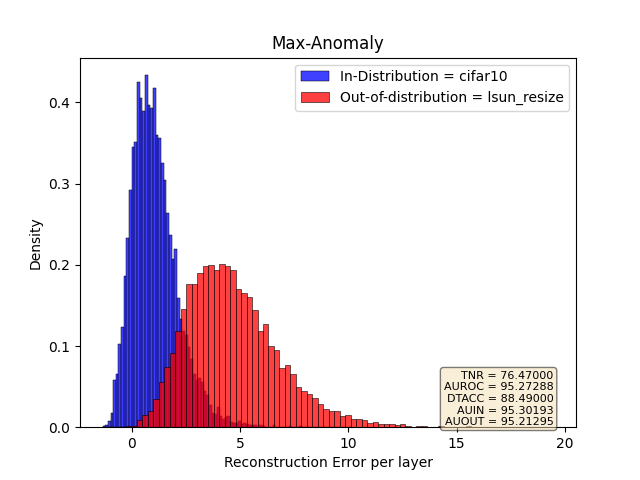 Max-Anomaly
In-Distribution = cifar10
Out-of-distribution = lsun_resize
Density
0.4
0.3
0.2
0.1
0.0
TNR = 76.47000
AUROC = 95.27288
DTACC = 88.49000
AUIN = 95.30193
AUOUT = 95.21295
0 5 10 15 20
Reconstruction Error per layer